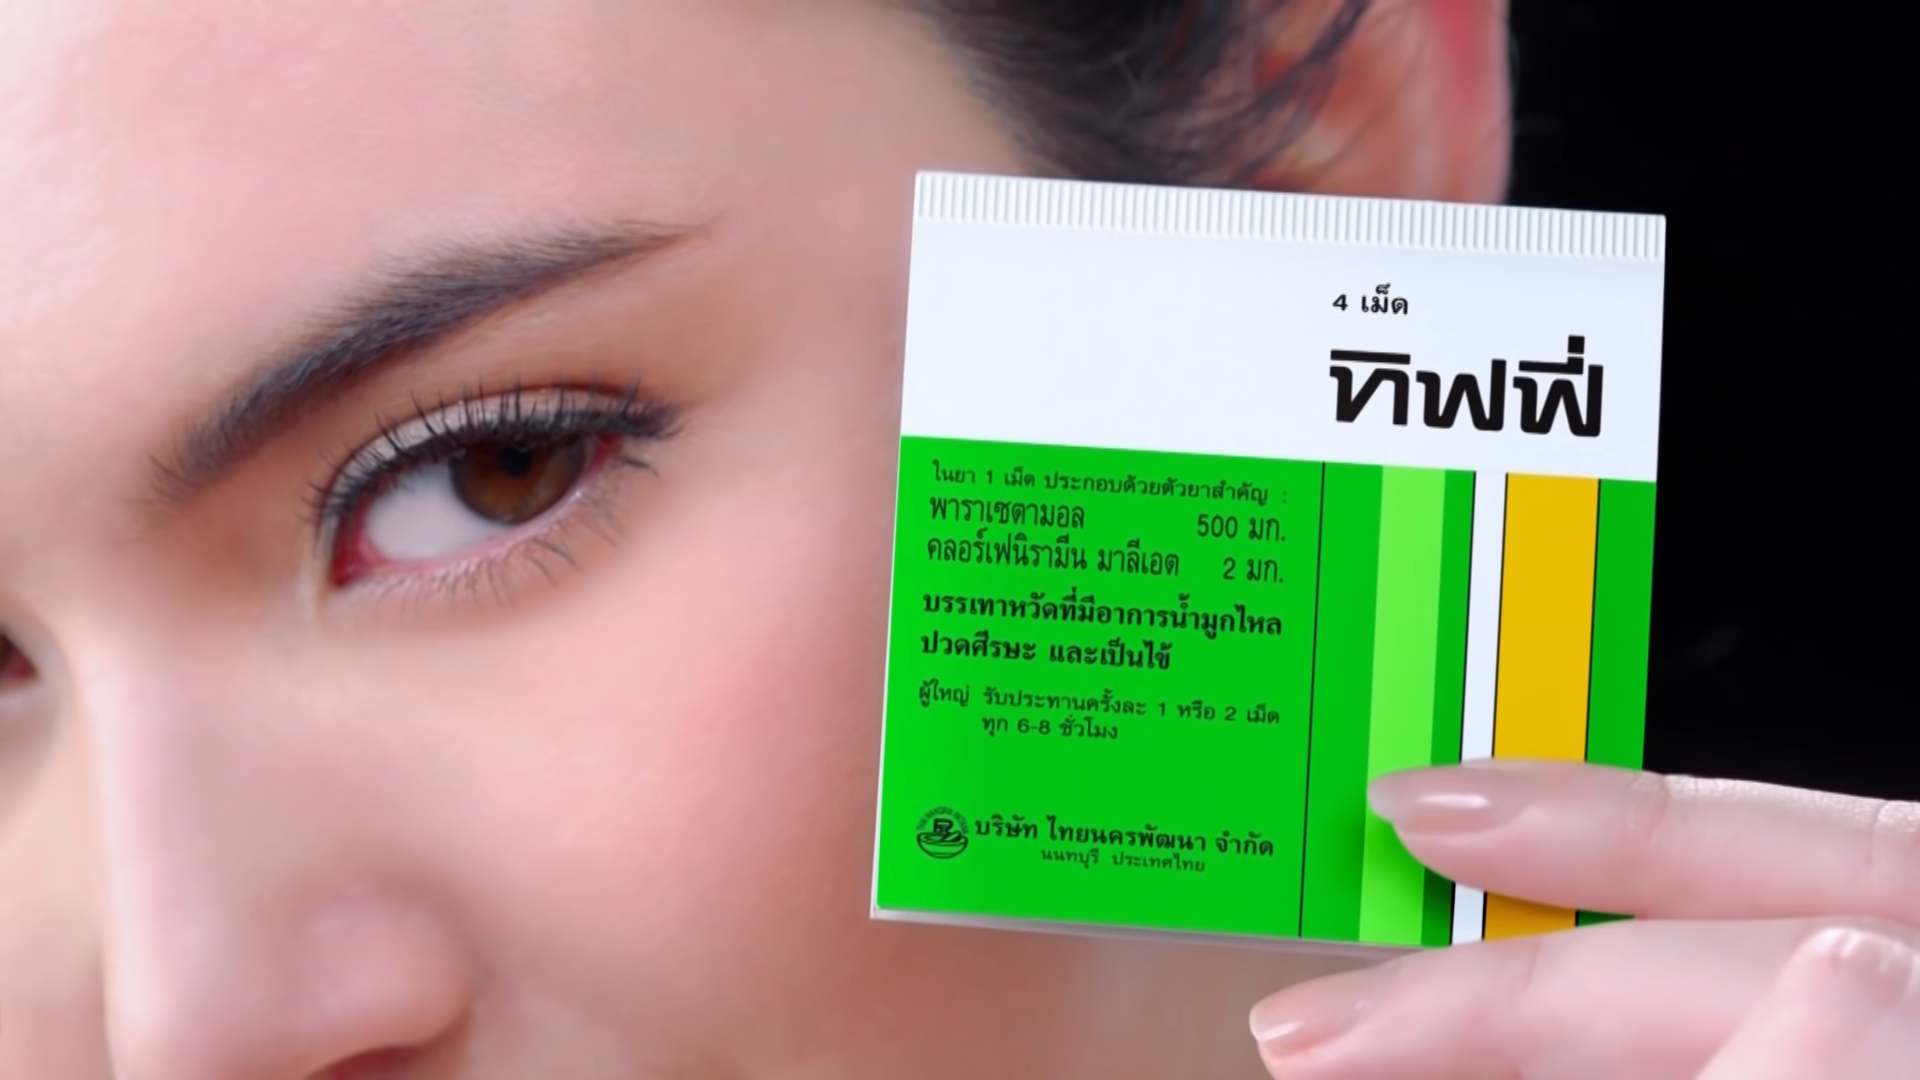 4 เม็ด
ทิฟฟี่
ในยา 1 เม็ด ประกอบด้วยตัวยาสำคัญ :
พาราเซตามอล 500 มก.
คลอร์เฟนิรามีน มาลีเอต 2 มก.
บรรเทาหวัดที่มีอาการน้ำมูกไหล
ปวดศีรษะ และเป็นไข้
ผู้ใหญ่ รับประทานครั้งละ 1 หรือ 2 เม็ด
ทุก 6-8 ชั่วโมง
บริษัท ไทยนครพัฒนา จำกัด
นนทบุรี ประเทศไทย